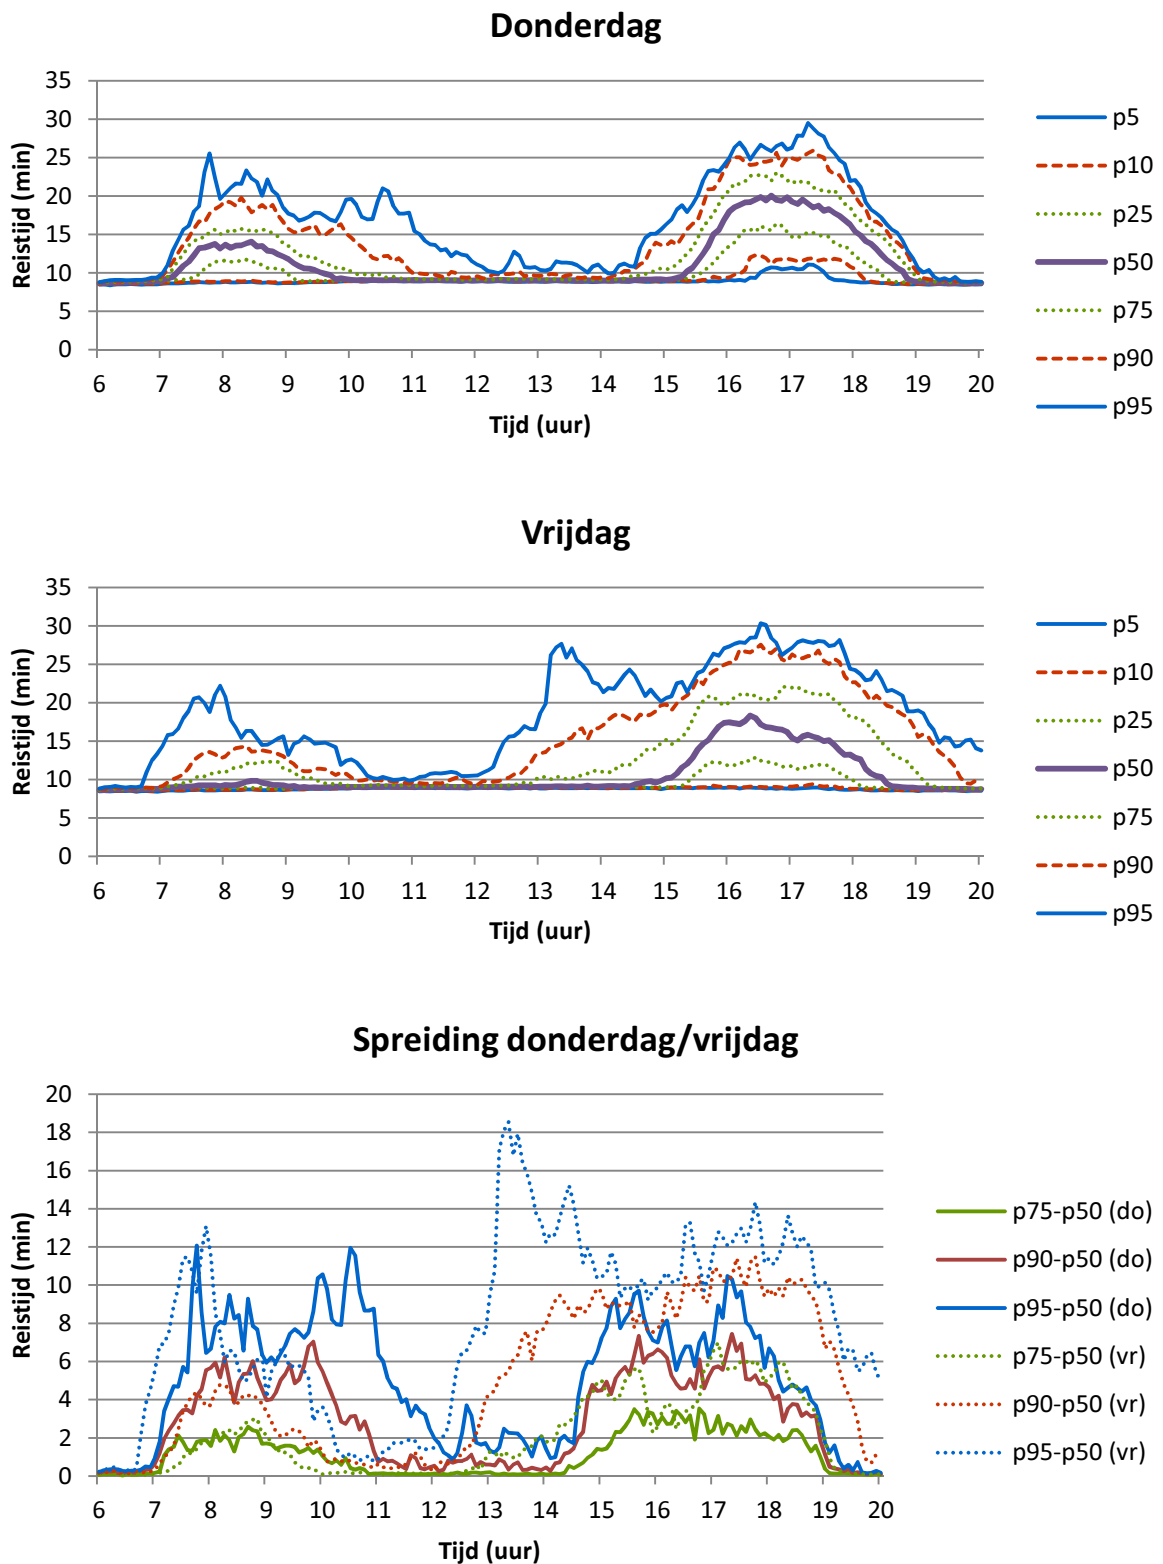 Donderdag
Reistijd (min)
35
30
25
20
15
10
5
0
6 7 8 9 10 11 12 13 14 15 16 17 18 19 20
Tijd (uur)
p5
p10
p25
p50
p75
p90
p95
Vrijdag
Reistijd (min)
35
30
25
20
15
10
5
0
6 7 8 9 10 11 12 13 14 15 16 17 18 19 20
Tijd (uur)
p5
p10
p25
p50
p75
p90
p95
Spreiding donderdag/vrijdag
Reistijd (min)
20
18
16
14
12
10
8
6
4
2
0
6 7 8 9 10 11 12 13 14 15 16 17 18 19 20
Tijd (uur)
p75-p50 (do)
p90-p50 (do)
p95-p50 (do)
p75-p50 (vr)
p90-p50 (vr)
p95-p50 (vr)